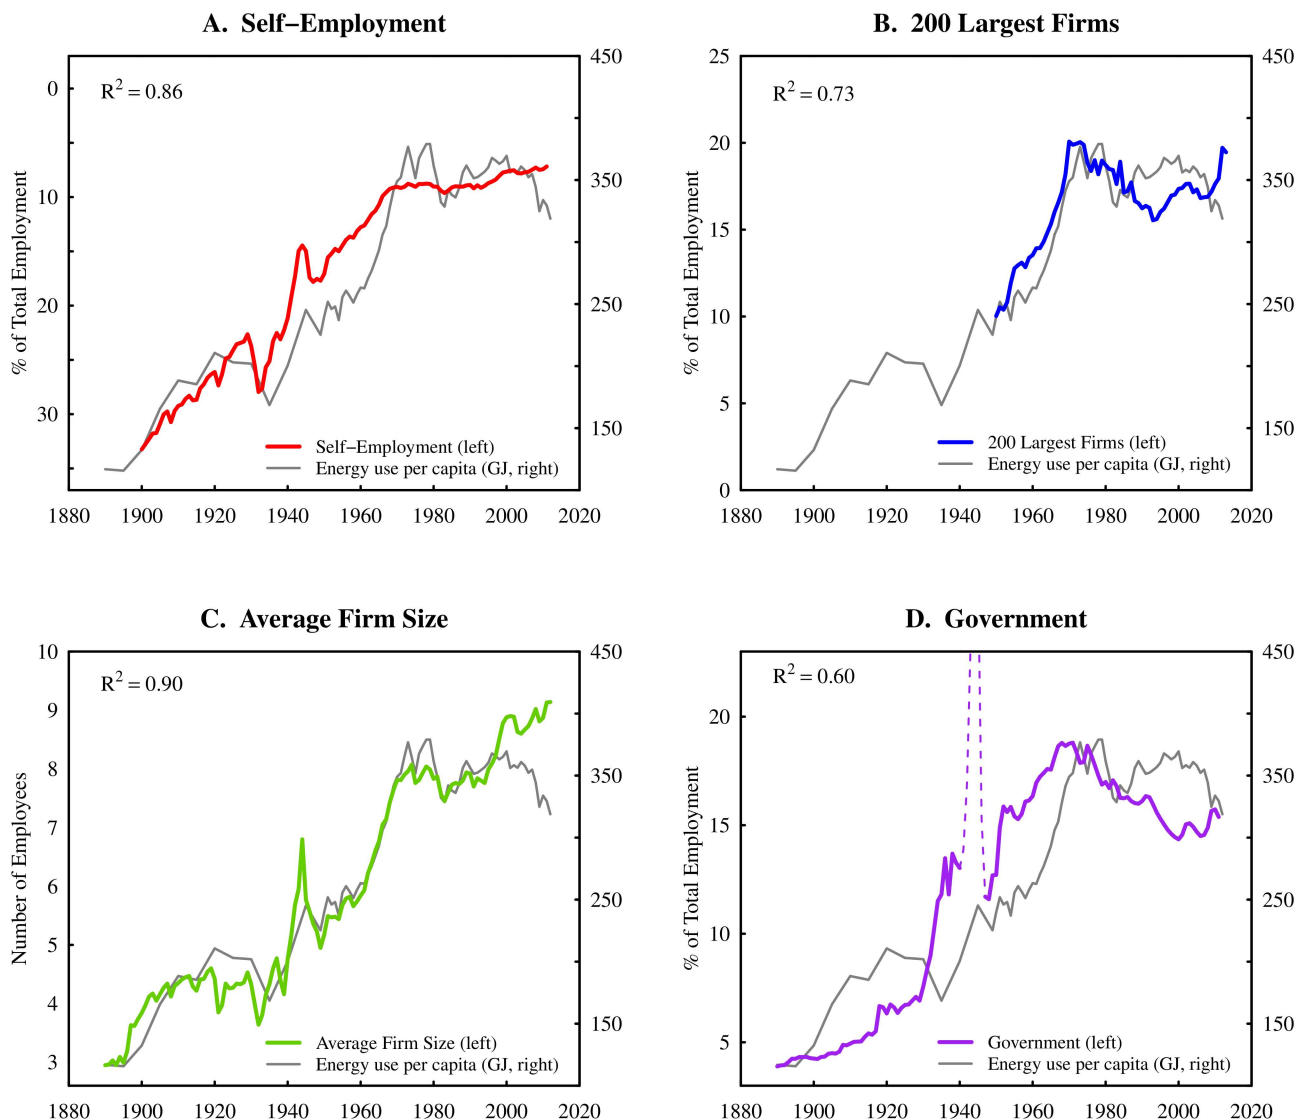 A. Self−Employment
R² = 0.86
% of Total Employment
0
10
20
30
450
350
250
150
Self−Employment (left)
Energy use per capita (GJ, right)
1880 1900 1920 1940 1960 1980 2000 2020
B. 200 Largest Firms
R² = 0.73
% of Total Employment
25
20
15
10
5
0
450
350
250
150
200 Largest Firms (left)
Energy use per capita (GJ, right)
1880 1900 1920 1940 1960 1980 2000 2020
C. Average Firm Size
R² = 0.90
Number of Employees
10
9
8
7
6
5
4
3
450
350
250
150
Average Firm Size (left)
Energy use per capita (GJ, right)
1880 1900 1920 1940 1960 1980 2000 2020
D. Government
R² = 0.60
% of Total Employment
20
15
10
5
450
350
250
150
Government (left)
Energy use per capita (GJ, right)
1880 1900 1920 1940 1960 1980 2000 2020